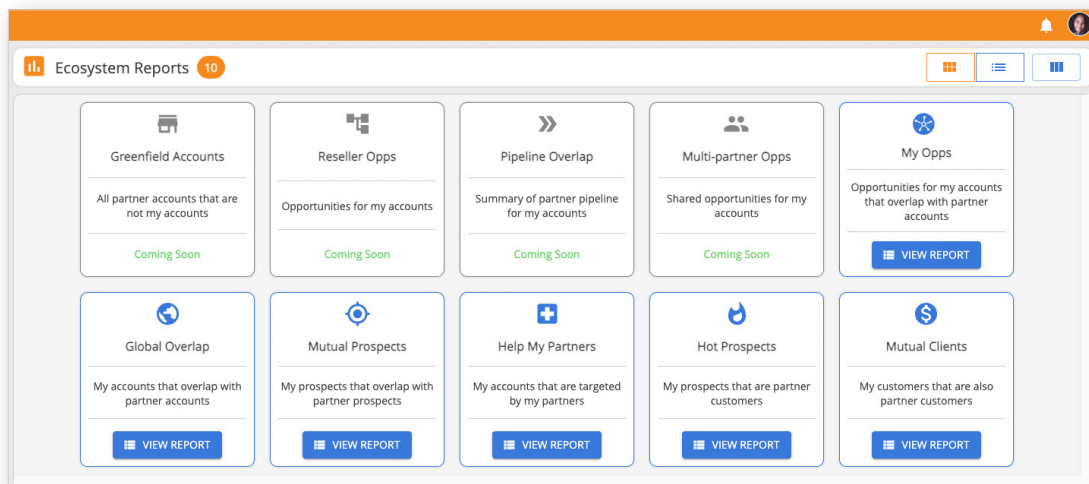 Ecosystem Reports 10
Greenfield Accounts
All partner accounts that are
not my accounts
Coming Soon
Reseller Opps
Opportunities for my accounts
Coming Soon
Pipeline Overlap
Summary of partner pipeline
for my accounts
Coming Soon
Multi-partner Opps
Shared opportunities for my
accounts
Coming Soon
My Opps
Opportunities for my accounts
that overlap with partner
accounts
VIEW REPORT
Global Overlap
My accounts that overlap with
partner accounts
VIEW REPORT
Mutual Prospects
My prospects that overlap with
partner prospects
VIEW REPORT
Help My Partners
My accounts that are targeted
by my partners
VIEW REPORT
Hot Prospects
My prospects that are partner
customers
VIEW REPORT
Mutual Clients
My customers that are also
partner customers
VIEW REPORT